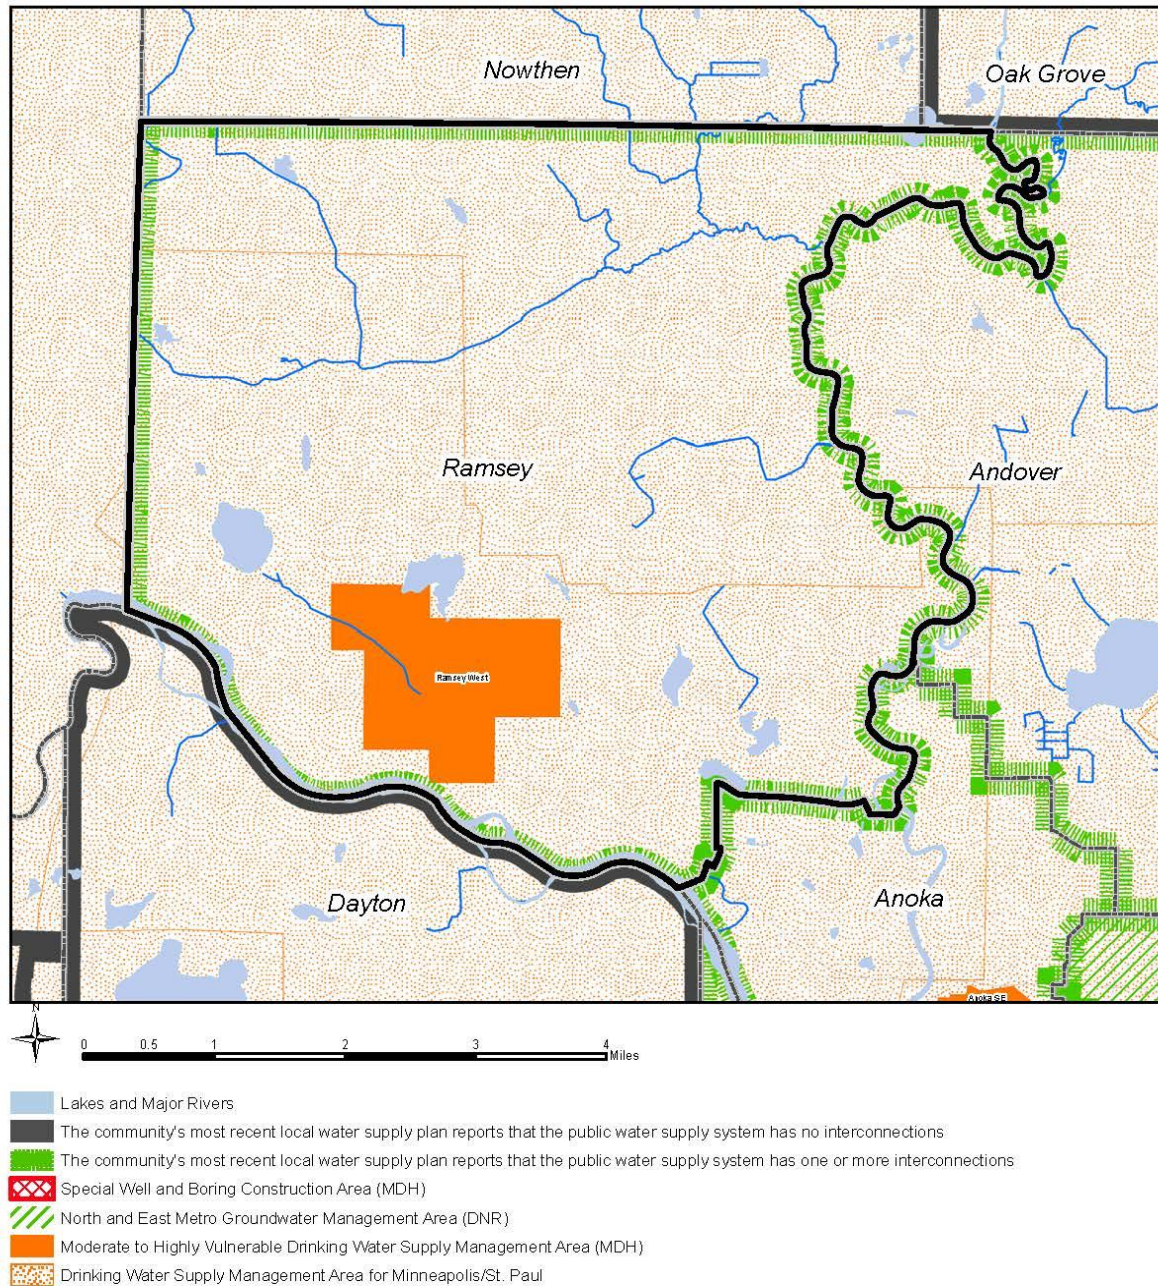 Nowthen
Oak Grove
Ramsey
Andover
Ramsey West
Dayton
Anoka
Anoka SE
N
0 0.5 1 2 3 4
Miles
Lakes and Major Rivers
The community's most recent local water supply plan reports that the public water supply system has no interconnections
The community's most recent local water supply plan reports that the public water supply system has one or more interconnections
Special Well and Boring Construction Area (MDH)
North and East Metro Groundwater Management Area (DNR)
Moderate to Highly Vulnerable Drinking Water Supply Management Area (MDH)
Drinking Water Supply Management Area for Minneapolis/St. Paul